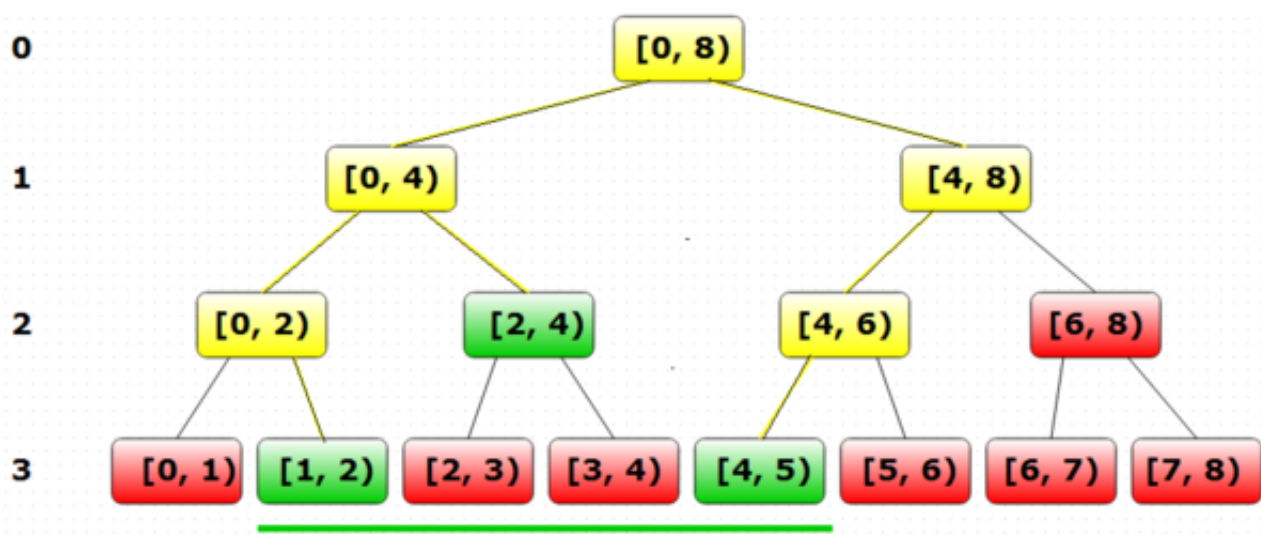 0 [0, 8)
1 [0, 4) [4, 8)
2 [0, 2) [2, 4) [4, 6) [6, 8)
3 [0, 1) [1, 2) [2, 3) [3, 4) [4, 5) [5, 6) [6, 7) [7, 8)